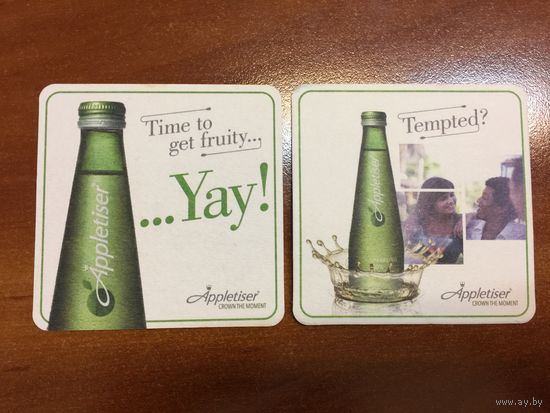 Time to
get fruity...
...Yay!
Appletiser
Appletiser
CROWN THE MOMENT
Tempted?
Appletiser
Appletiser
CROWN THE MOMENT
www.ay.by